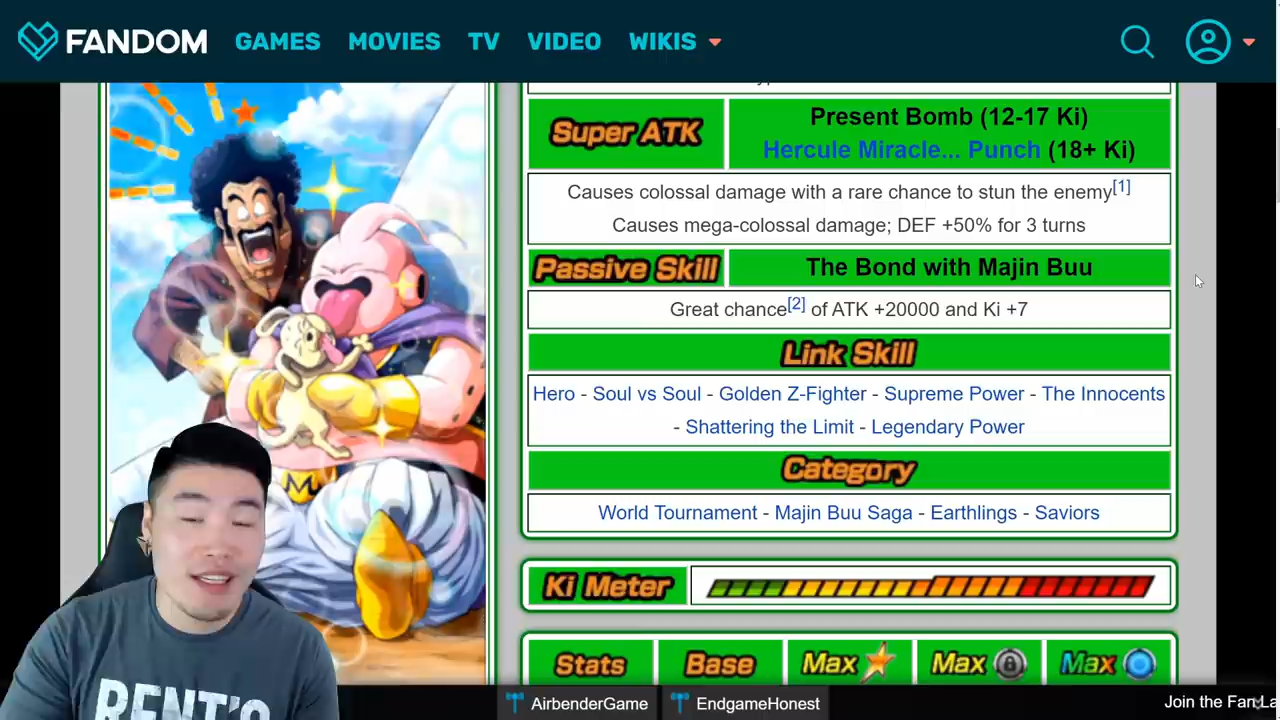 FANDOM GAMES MOVIES TV VIDEO WIKIS
Super ATK
Present Bomb (12-17 Ki)
Hercule Miracle... Punch (18+ Ki)
Causes colossal damage with a rare chance to stun the enemy[1]
Causes mega-colossal damage; DEF +50% for 3 turns
Passive Skill
The Bond with Majin Buu
Great chance[2] of ATK +20000 and Ki +7
Link Skill
Hero - Soul vs Soul - Golden Z-Fighter - Supreme Power - The Innocents
- Shattering the Limit - Legendary Power
Category
World Tournament - Majin Buu Saga - Earthlings - Saviors
Ki Meter
Stats Base Max Max Max
M
AirbenderGame EndgameHonest
Join the